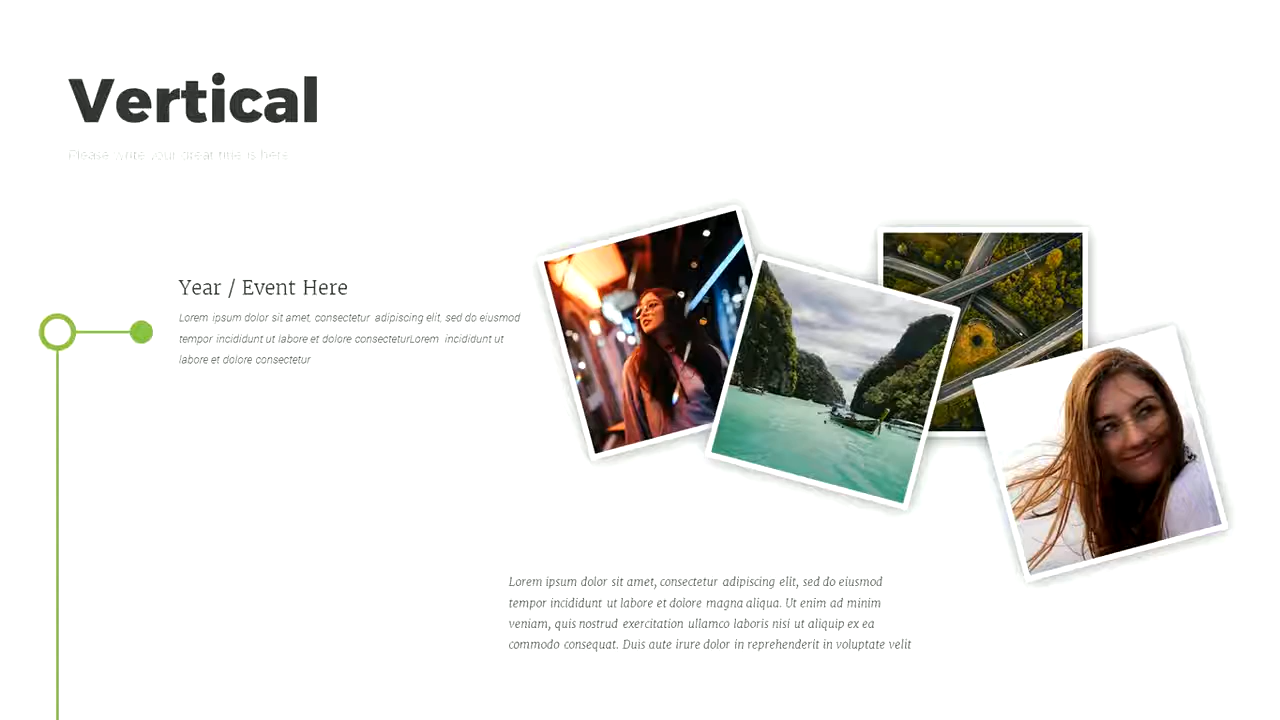 Vertical
Please write your great title is here
Year / Event Here
Lorem ipsum dolor sit amet, consectetur adipiscing elit, sed do eiusmod
tempor incididunt ut labore et dolore consecteturLorem incididunt ut
labore et dolore consectetur
Lorem ipsum dolor sit amet, consectetur adipiscing elit, sed do eiusmod
tempor incididunt ut labore et dolore magna aliqua. Ut enim ad minim
veniam, quis nostrud exercitation ullamco laboris nisi ut aliquip ex ea
commodo consequat. Duis aute irure dolor in reprehenderit in voluptate velit